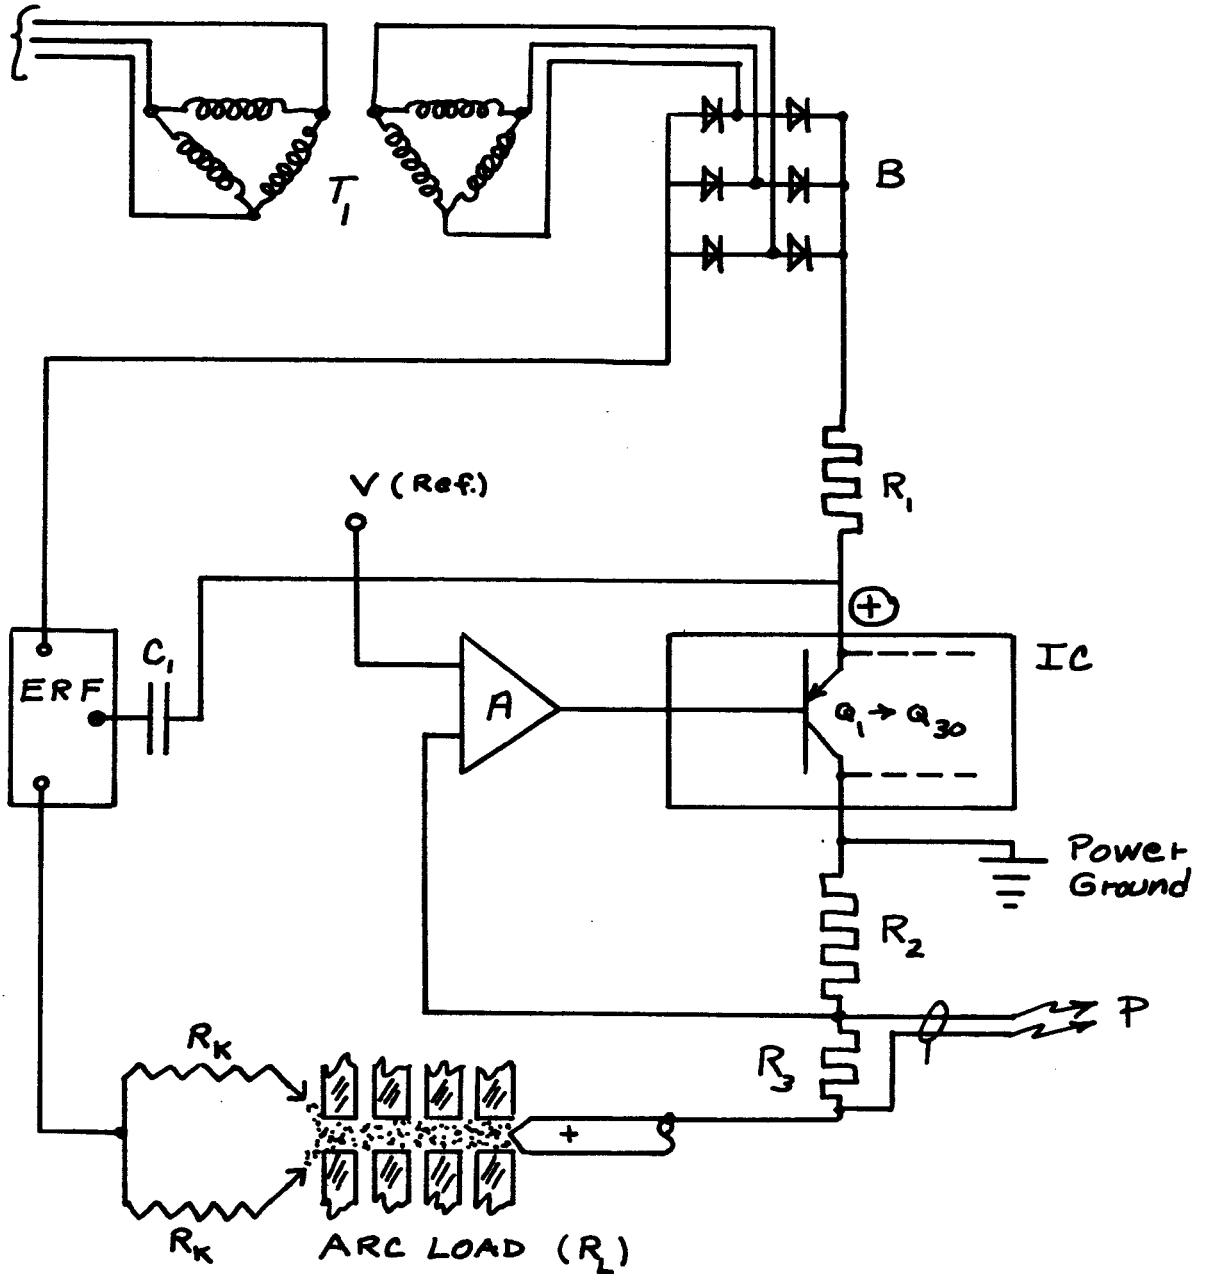 T1
B
R1
V (Ref.)
+
IC
C1
ERF
A
Q1 → Q30
Power
Ground
R2
P
RK
R3
+
RK
ARC LOAD (RL)